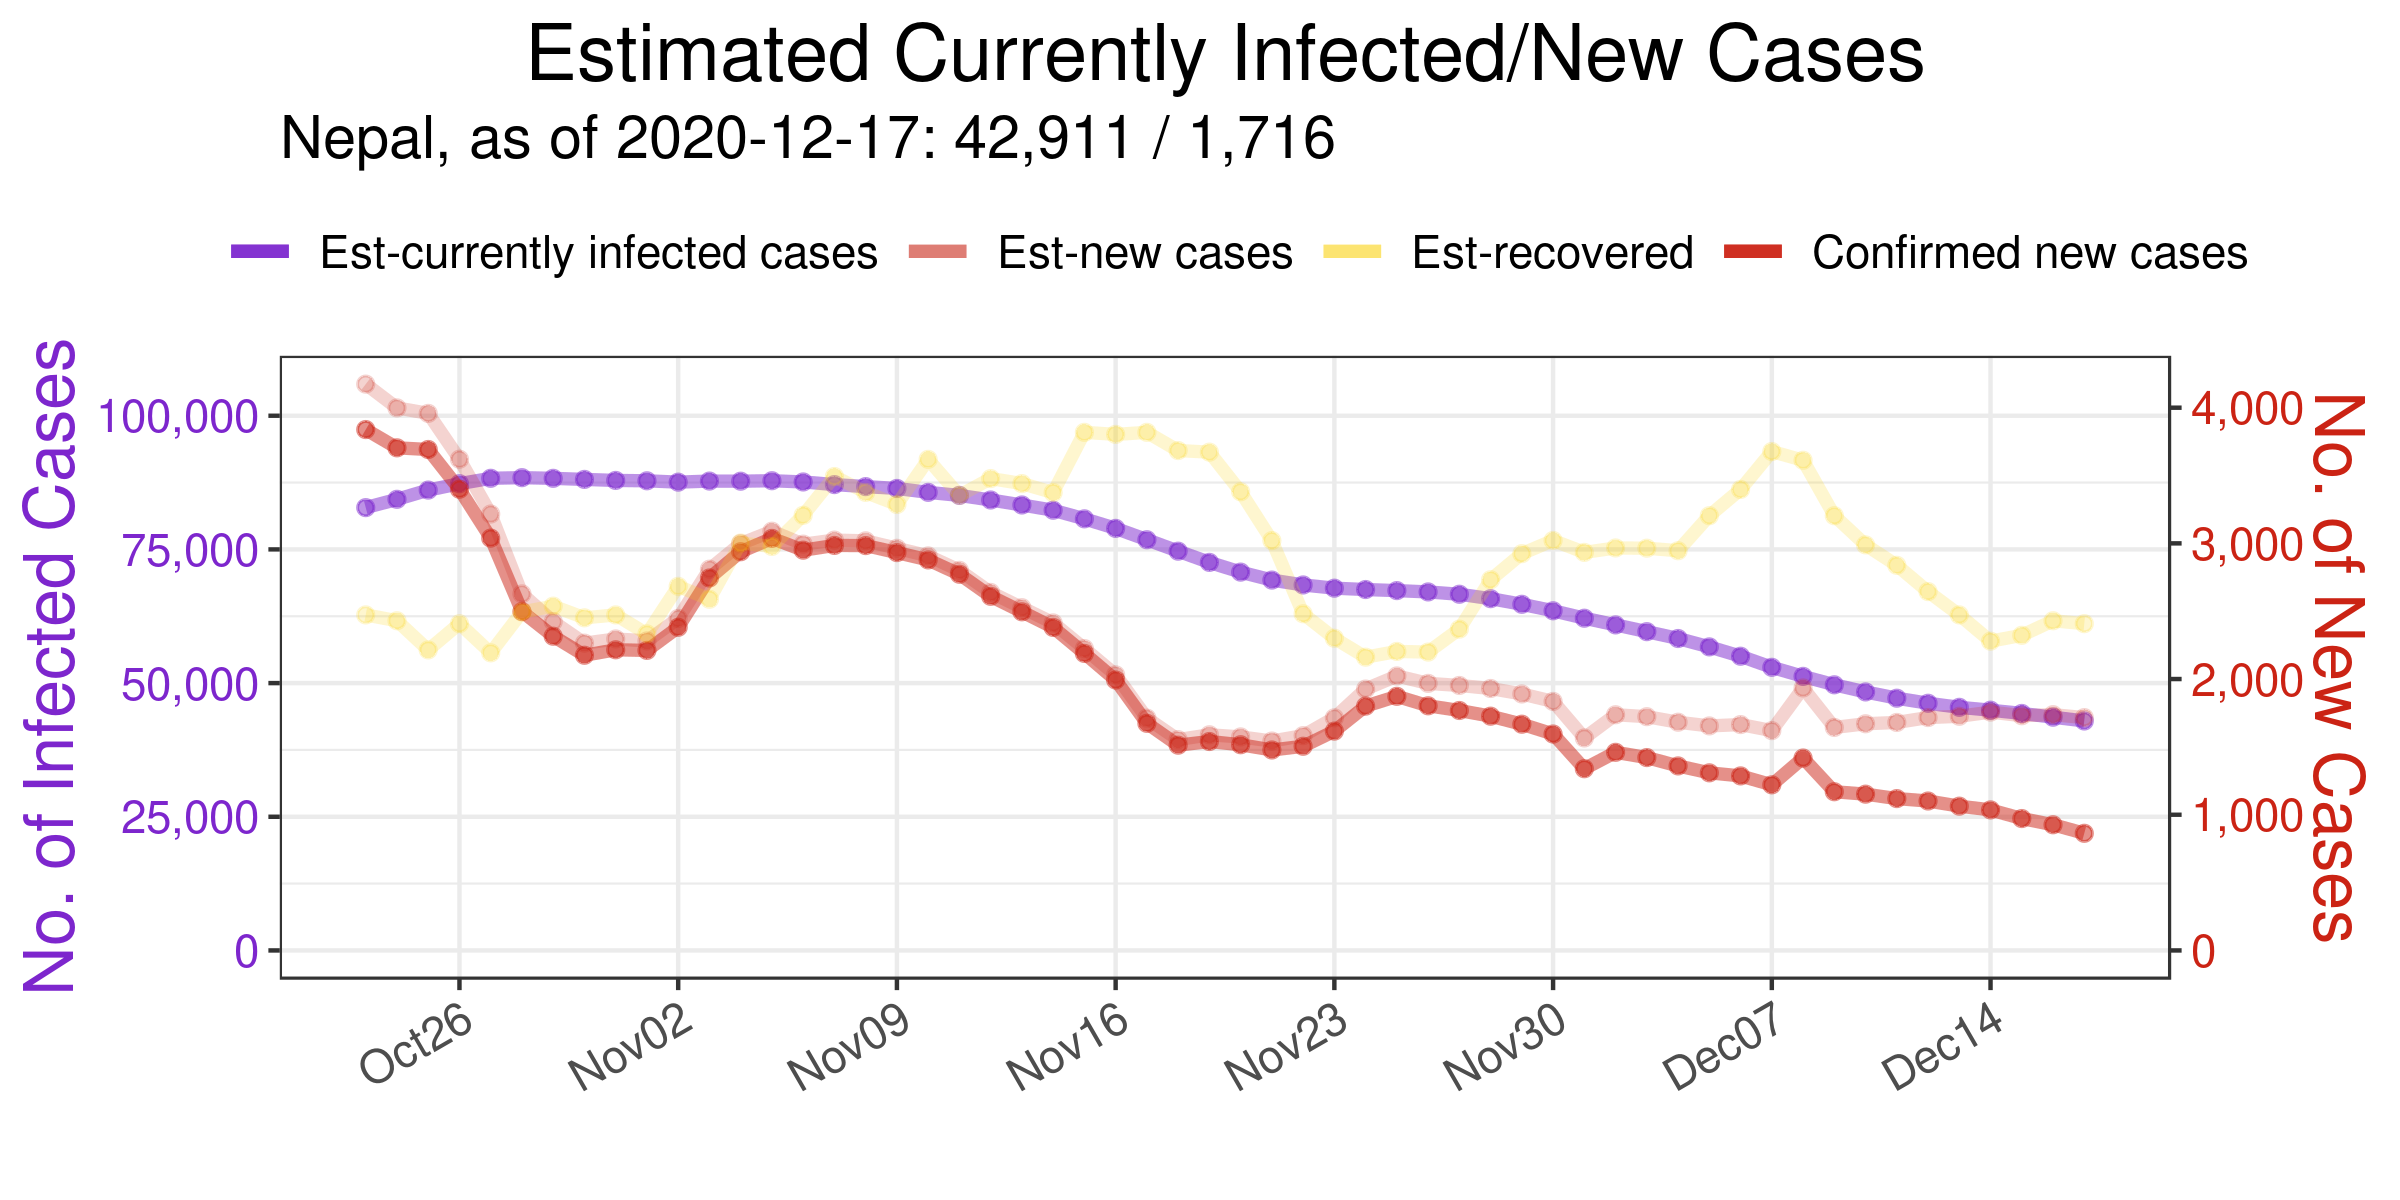 Estimated Currently Infected/New Cases
Nepal, as of 2020-12-17: 42,911 / 1,716
Est-currently infected cases Est-new cases Est-recovered Confirmed new cases
No. of Infected Cases
100,000
75,000
50,000
25,000
0
4,000
3,000
2,000
1,000
0
No. of New Cases
Oct26 Nov02 Nov09 Nov16 Nov23 Nov30 Dec07 Dec14